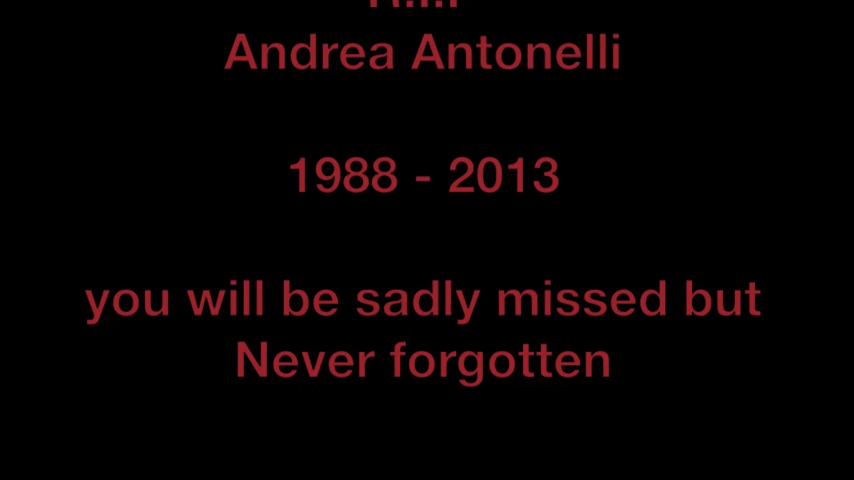 R.I.P
Andrea Antonelli
1988 - 2013
you will be sadly missed but
Never forgotten